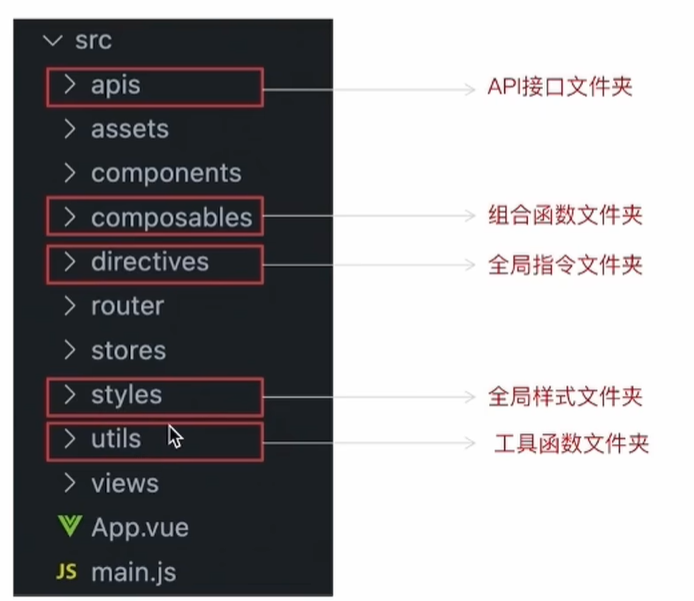 src
apis API接口文件夹
assets
components
composables 组合函数文件夹
directives 全局指令文件夹
router
stores
styles 全局样式文件夹
utils 工具函数文件夹
views
App.vue
JS main.js